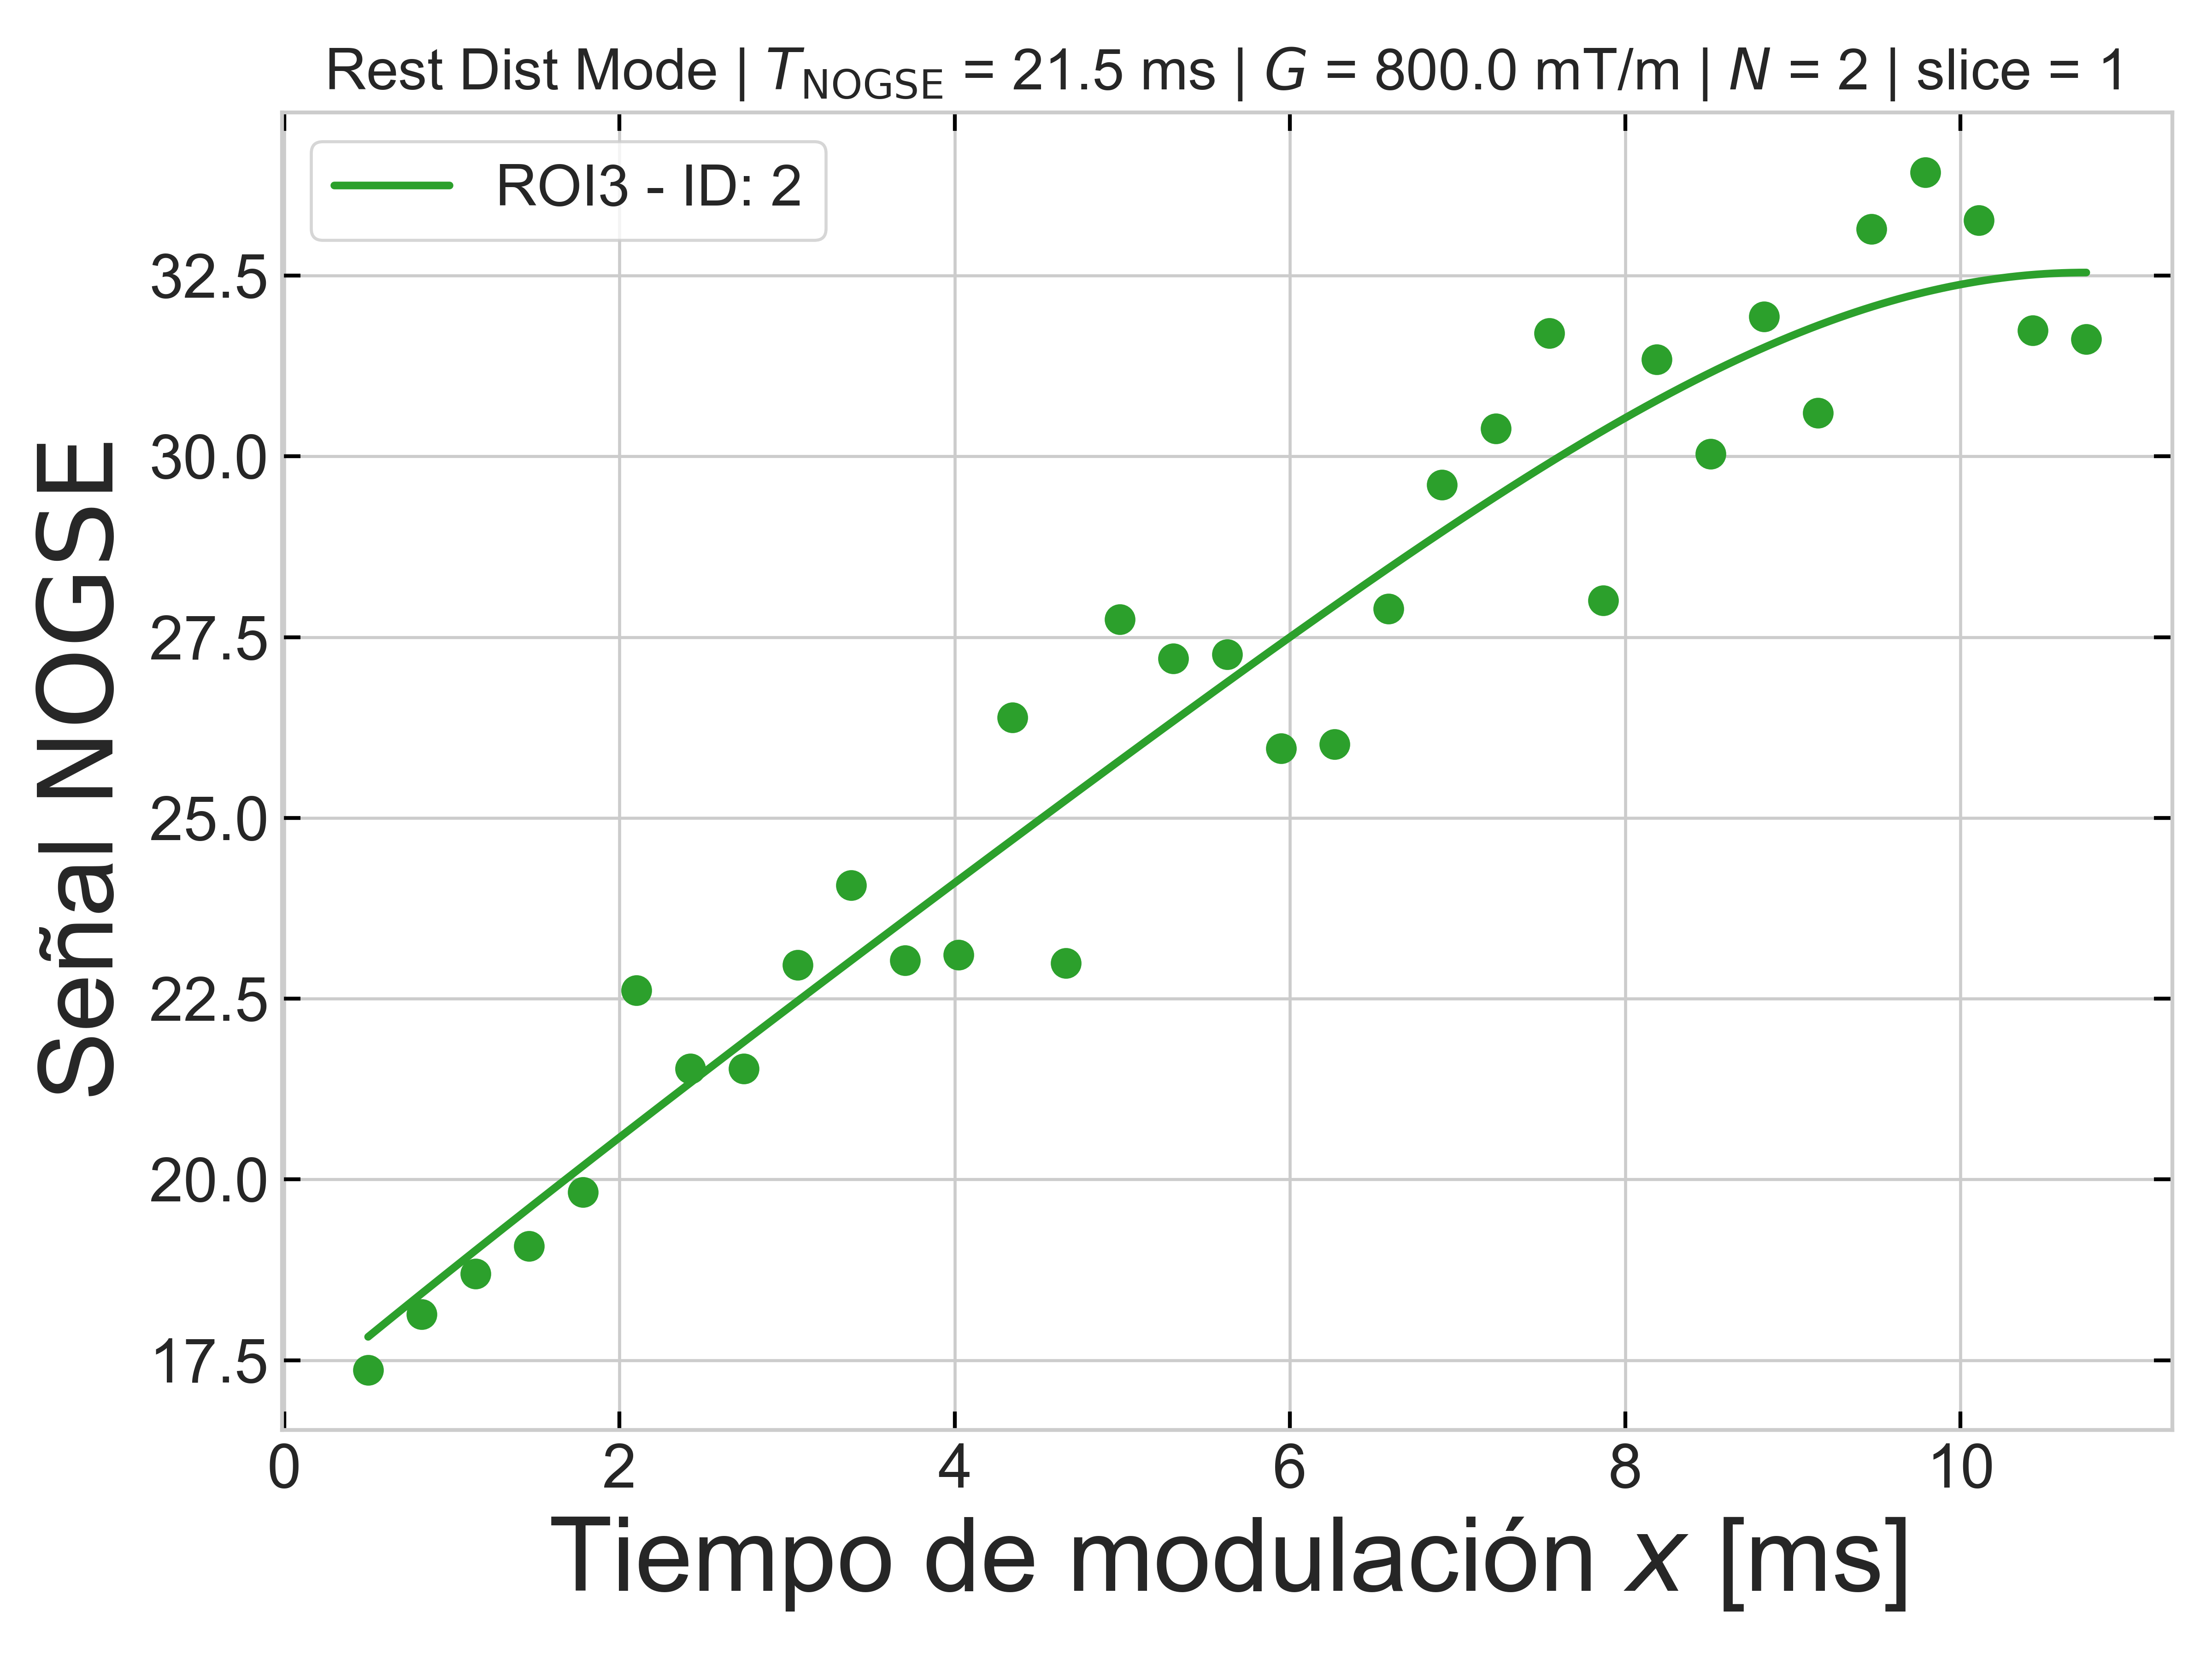 Rest Dist Mode | T_NOGSE = 21.5 ms | G = 800.0 mT/m | N = 2 | slice = 1
ROI3 - ID: 2
32.5
30.0
27.5
25.0
22.5
20.0
17.5
Señal NOGSE
0 2 4 6 8 10
Tiempo de modulación x [ms]